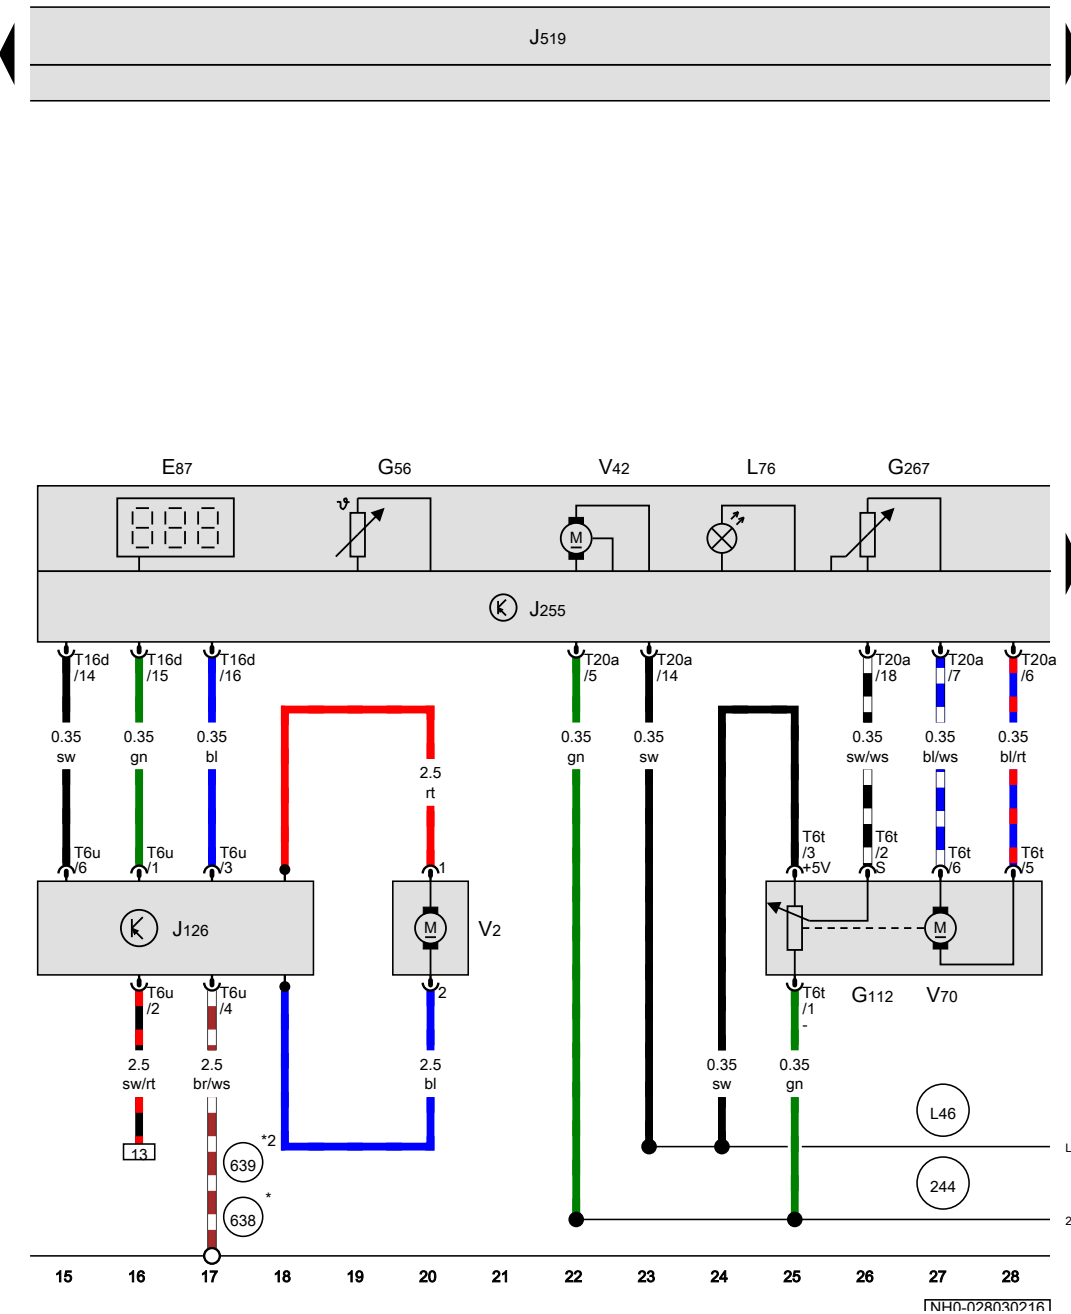 J519
E87 G56 V42 L76 G267
ϑ
M
J255
T16d /14
T16d /15
T16d /16
T20a /5
T20a /14
T20a /18
T20a /7
T20a /6
0.35 sw
0.35 gn
0.35 bl
2.5 rt
0.35 gn
0.35 sw
0.35 sw/ws
0.35 bl/ws
0.35 bl/rt
T6u /6
T6u /1
T6u /3
1
T6t /3 +5V
T6t /2 S
T6t /6
T6t /5
J126
M
V2
M
T6u /2
T6u /4
2
T6t /1 -
G112 V70
2.5 sw/rt
2.5 br/ws
2.5 bl
0.35 sw
0.35 gn
L46
13
639 *2
L
244
638 *
2
15 16 17 18 19 20 21 22 23 24 25 26 27 28
NH0-028030216